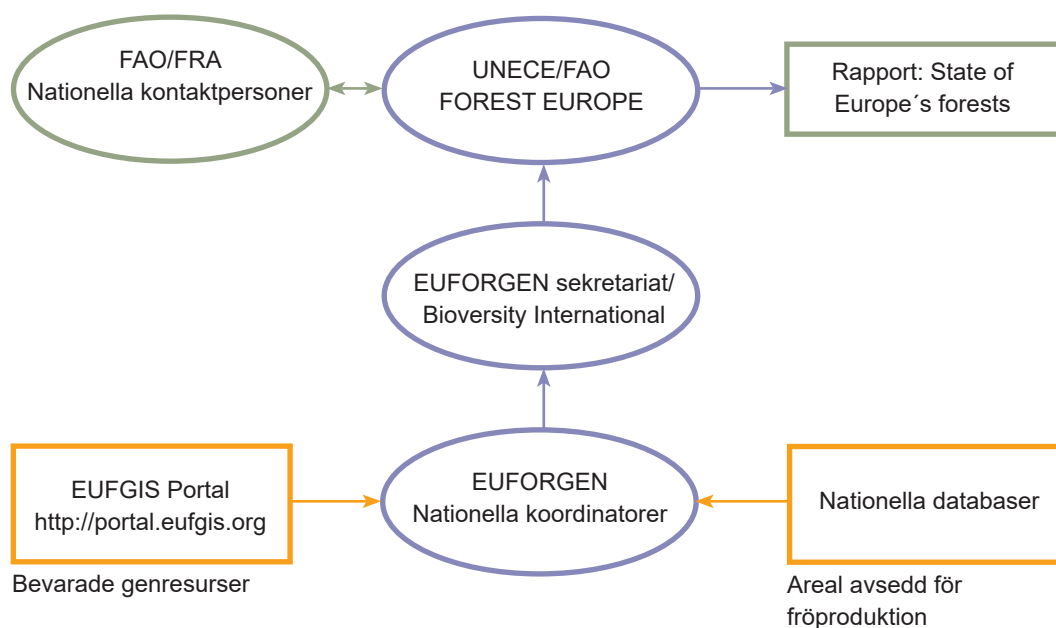 FAO/FRA
Nationella kontaktpersoner
UNECE/FAO
FOREST EUROPE
Rapport: State of
Europe´s forests
EUFORGEN sekretariat/
Bioversity International
EUFGIS Portal
http://portal.eufgis.org
Bevarade genresurser
EUFORGEN
Nationella koordinatorer
Nationella databaser
Areal avsedd för
fröproduktion